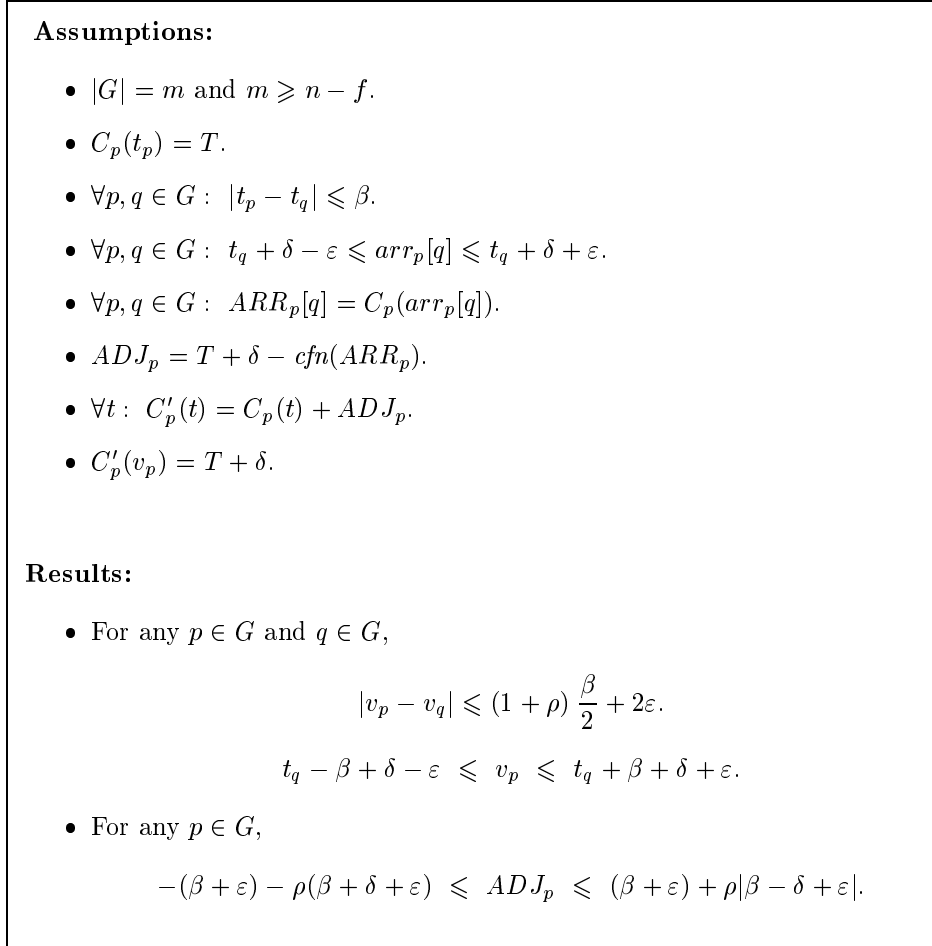 Assumptions:
• |G| = m and m ⩾ n − f.
• C_p(t_p) = T.
• ∀p, q ∈ G : |t_p − t_q| ⩽ β.
• ∀p, q ∈ G : t_q + δ − ε ⩽ arr_p[q] ⩽ t_q + δ + ε.
• ∀p, q ∈ G : ARR_p[q] = C_p(arr_p[q]).
• ADJ_p = T + δ − cfn(ARR_p).
• ∀t : C′_p(t) = C_p(t) + ADJ_p.
• C′_p(v_p) = T + δ.
Results:
• For any p ∈ G and q ∈ G,
|v_p − v_q| ⩽ (1 + ρ) β/2 + 2ε.
t_q − β + δ − ε ⩽ v_p ⩽ t_q + β + δ + ε.
• For any p ∈ G,
−(β + ε) − ρ(β + δ + ε) ⩽ ADJ_p ⩽ (β + ε) + ρ|β − δ + ε|.